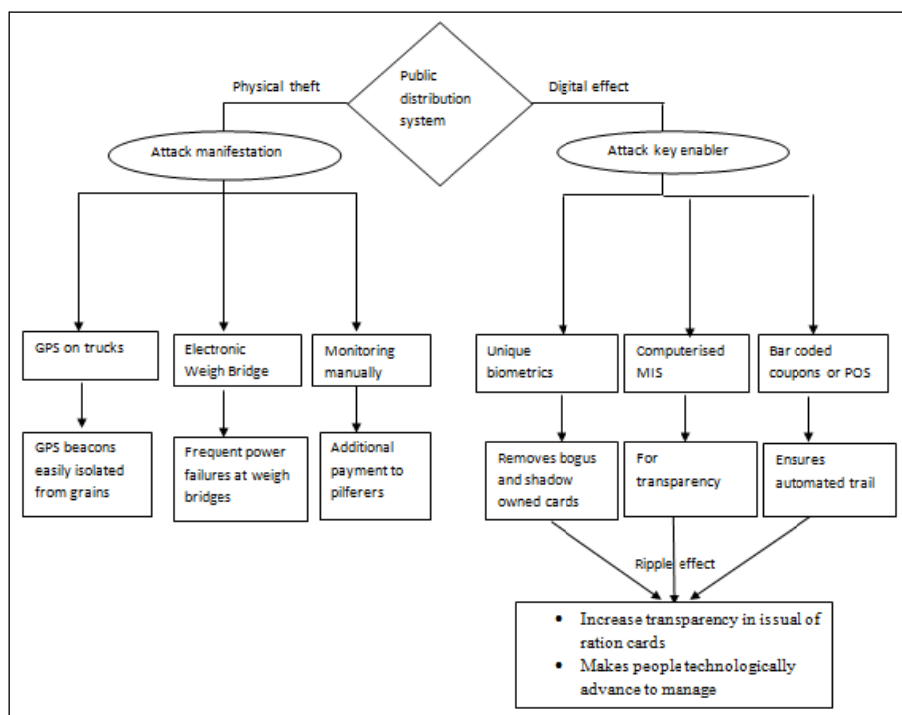 Public
distribution
system
Physical theft
Digital effect
Attack manifestation
Attack key enabler
GPS on trucks
Electronic
Weigh Bridge
Monitoring
manually
Unique
biometrics
Computerised
MIS
Bar coded
coupons or POS
GPS beacons
easily isolated
from grains
Frequent power
failures at weigh
bridges
Additional
payment to
pilferers
Removes bogus
and shadow
owned cards
For
transparency
Ensures
automated trail
Ripple effect
• Increase transparency in issual of
ration cards
• Makes people technologically
advance to manage